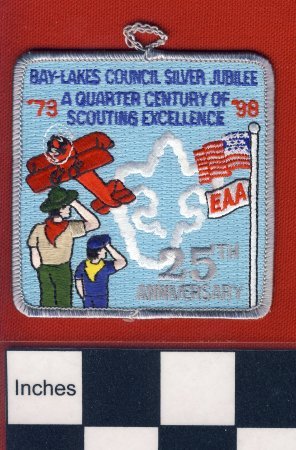 BAY-LAKES COUNCIL SILVER JUBILEE
'73 A QUARTER CENTURY OF '98
SCOUTING EXCELLENCE
EAA
25TH
ANNIVERSARY
Inches